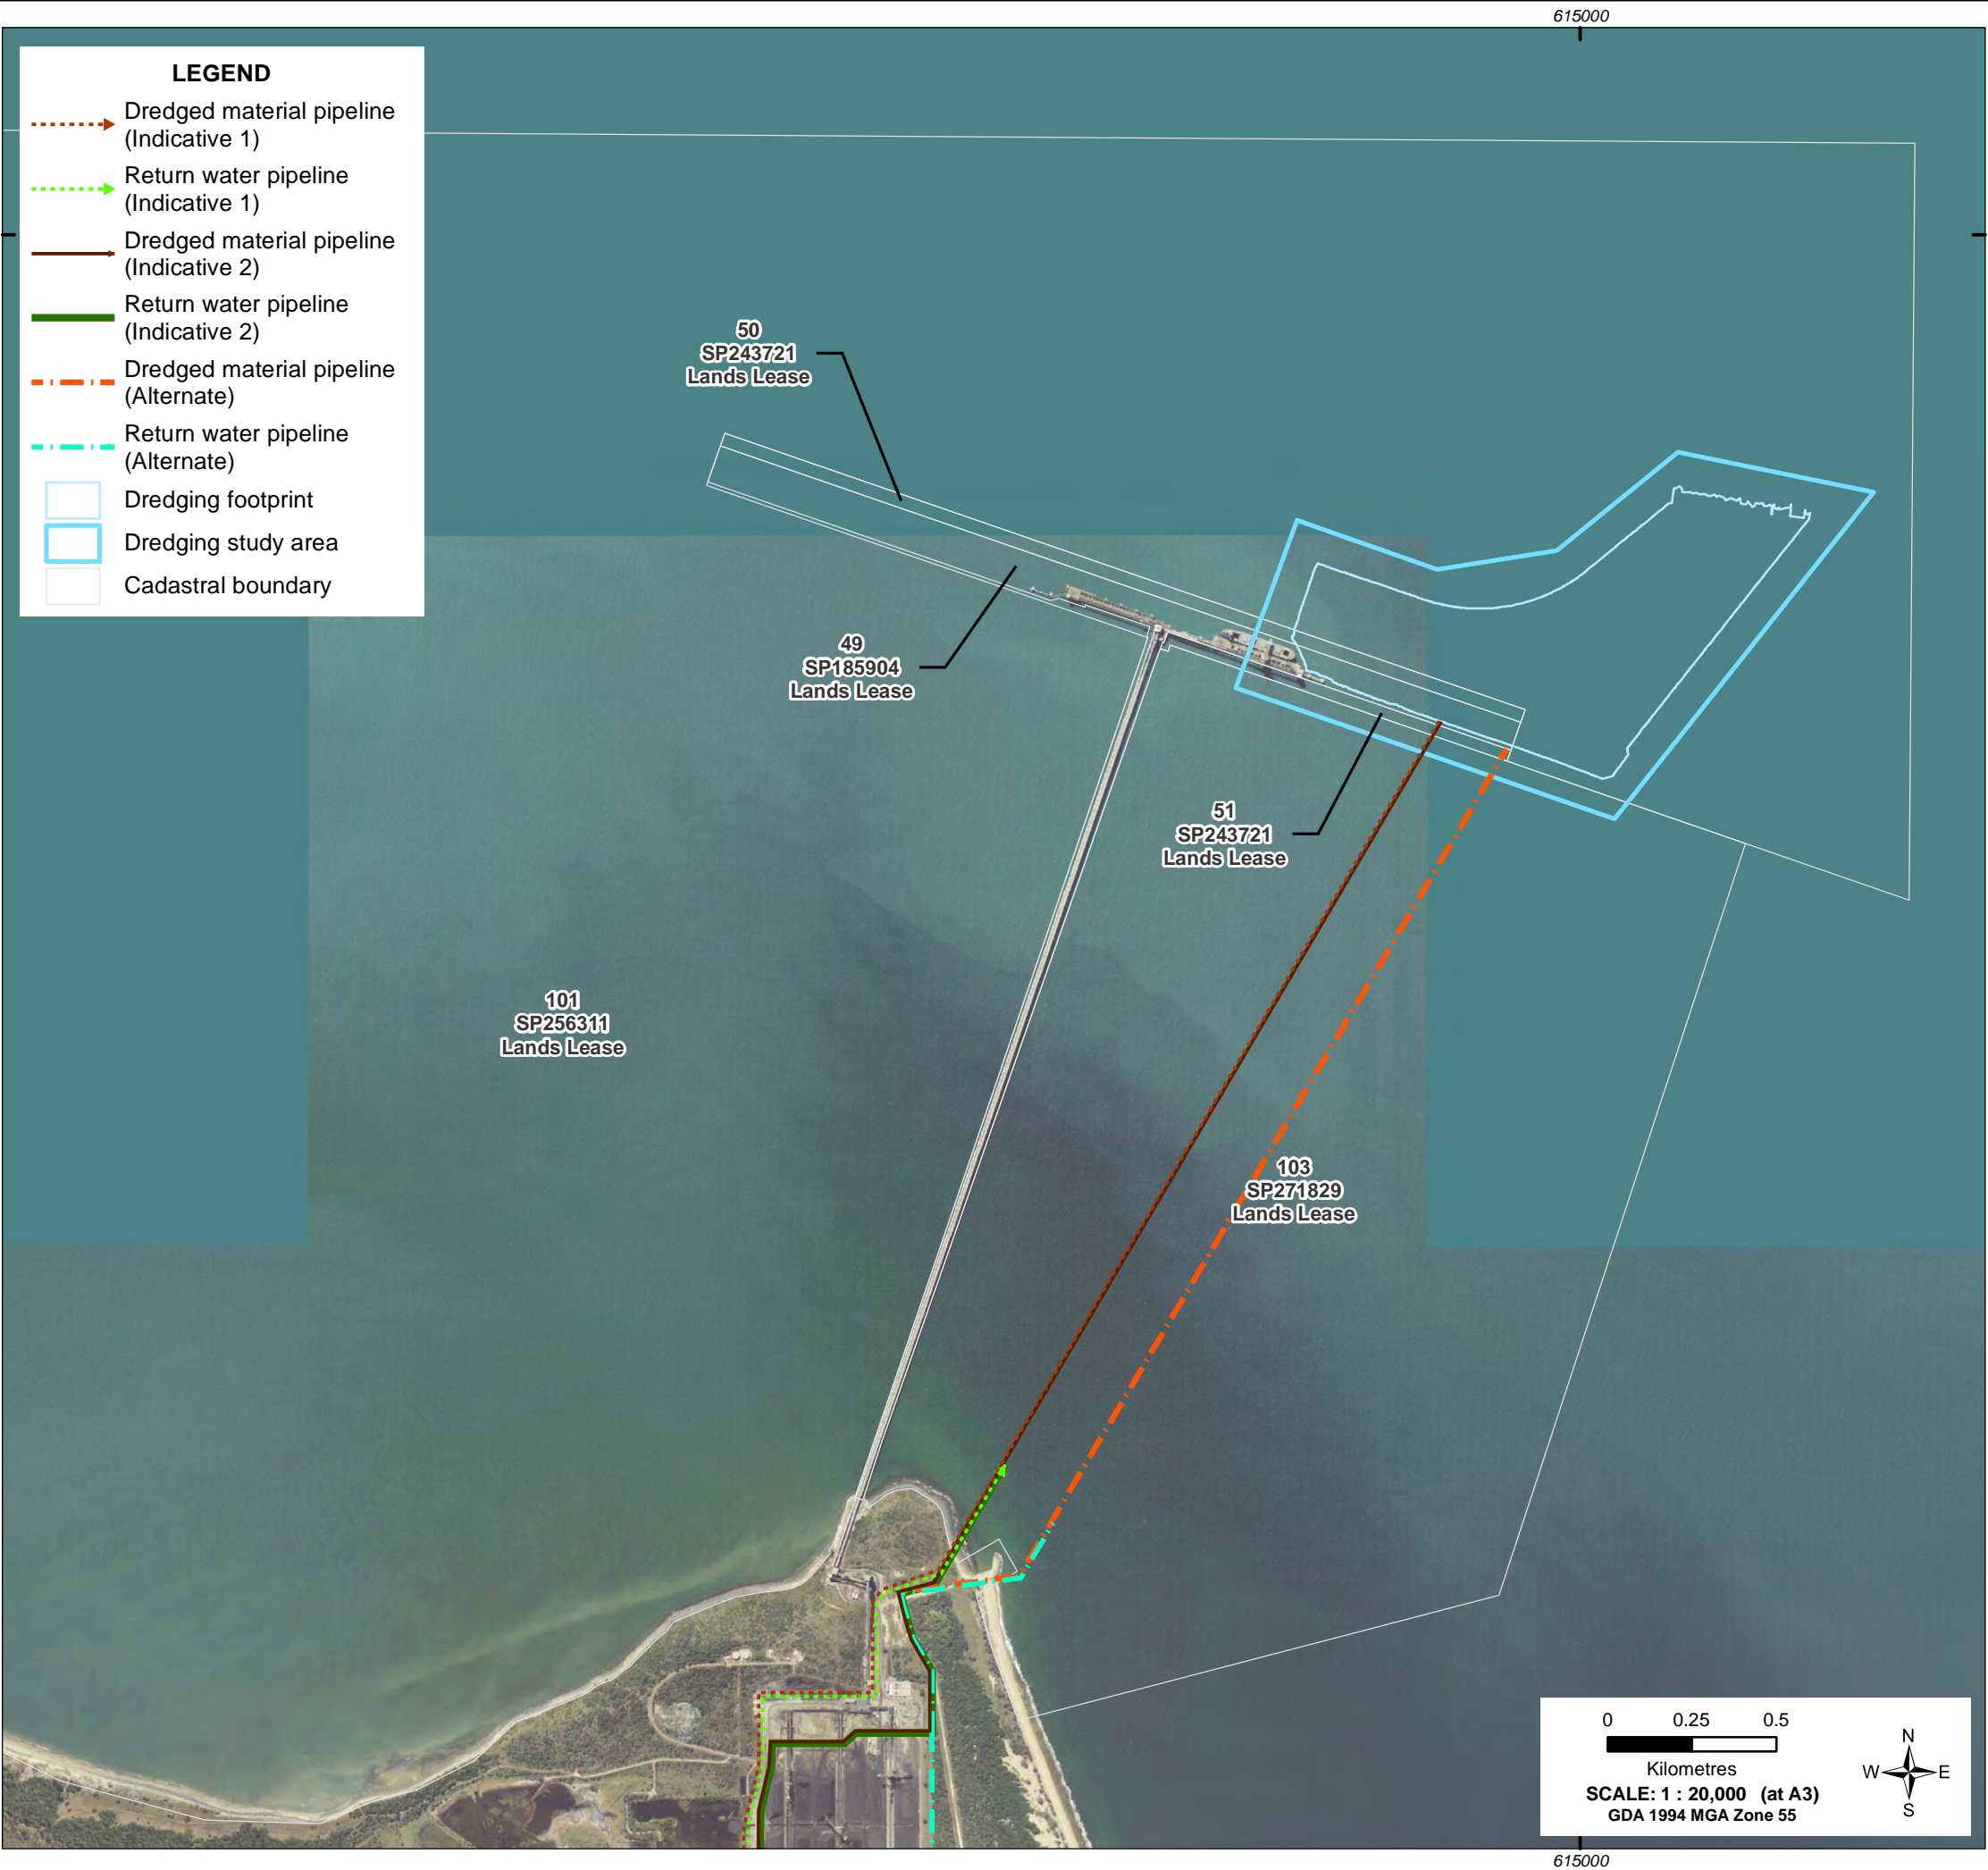 615000
LEGEND
Dredged material pipeline
(Indicative 1)
Return water pipeline
(Indicative 1)
Dredged material pipeline
(Indicative 2)
Return water pipeline
(Indicative 2)
Dredged material pipeline
(Alternate)
Return water pipeline
(Alternate)
Dredging footprint
Dredging study area
Cadastral boundary
50
SP243721
Lands Lease
49
SP185904
Lands Lease
51
SP243721
Lands Lease
101
SP256311
Lands Lease
103
SP271829
Lands Lease
0 0.25 0.5
Kilometres
SCALE: 1 : 20,000 (at A3)
GDA 1994 MGA Zone 55
N
W E
S
615000